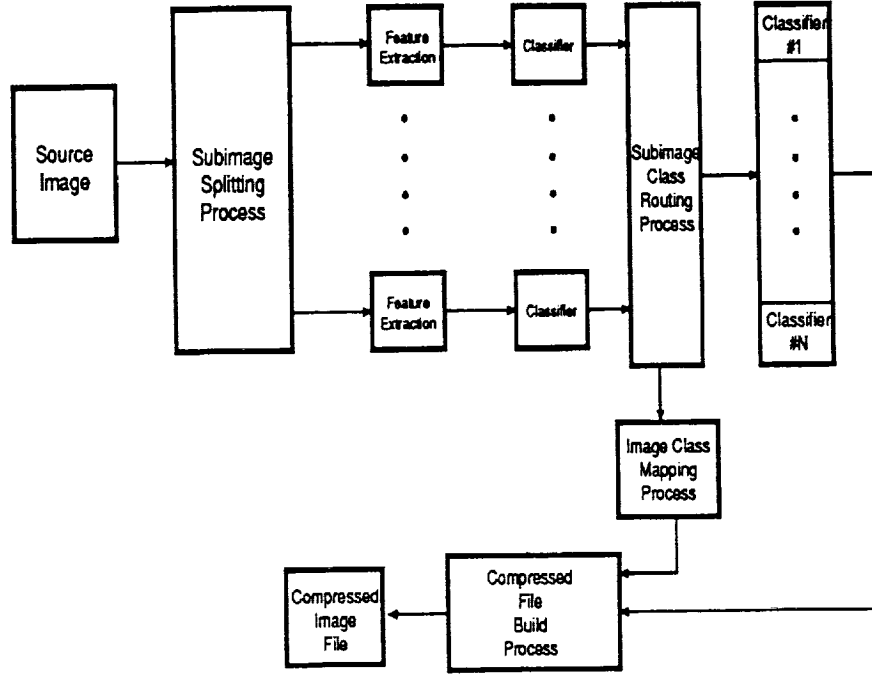 Source
Image
Subimage
Splitting
Process
Feature
Extraction
Classifier
Feature
Extraction
Classifier
Subimage
Class
Routing
Process
Classifier
#1
Classifier
#N
Image Class
Mapping
Process
Compressed
File
Build
Process
Compressed
Image
File